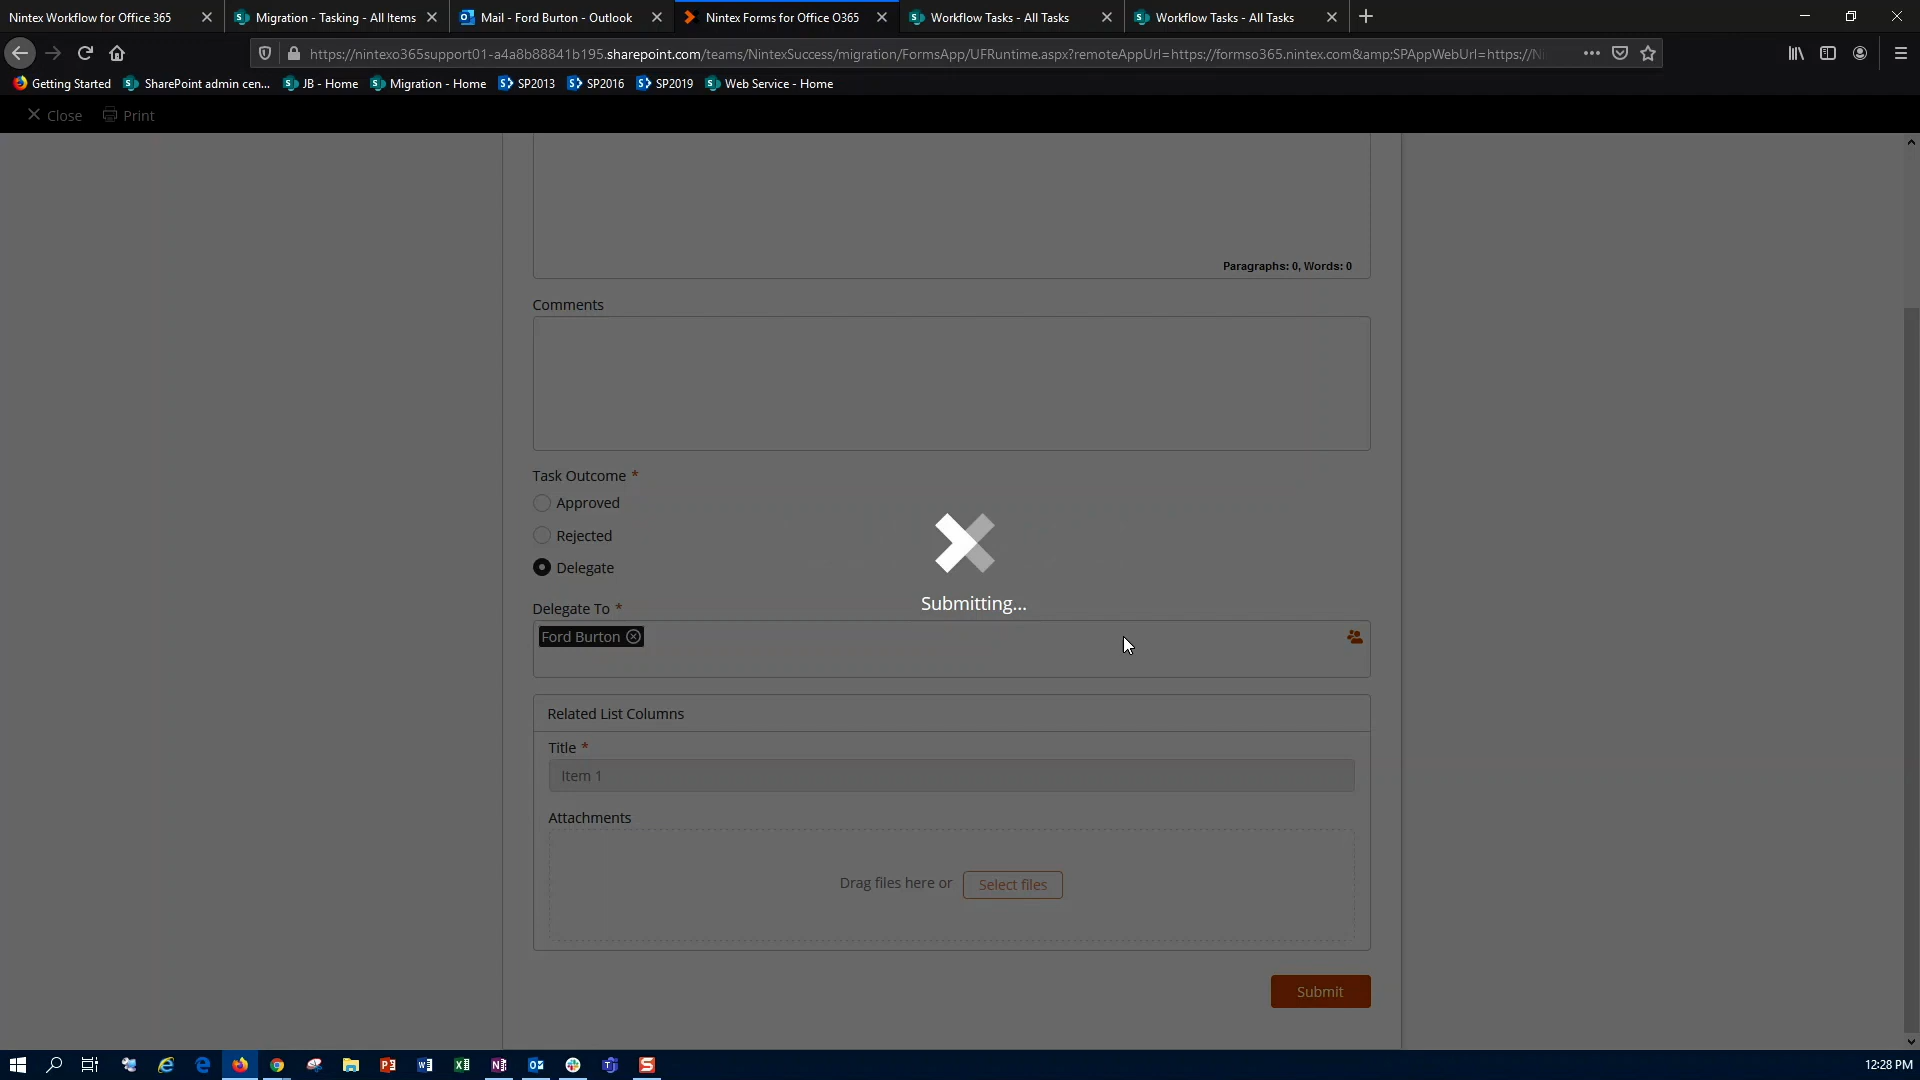 Nintex Workflow for Office 365
Migration - Tasking - All Items
Mail - Ford Burton - Outlook
Nintex Forms for Office O365
Workflow Tasks - All Tasks
Workflow Tasks - All Tasks
https://nintexo365support01-a4a8b88841b195.sharepoint.com/teams/NintexSuccess/migration/FormsApp/UFRuntime.aspx?remoteAppUrl=https://formso365.nintex.com&amp;SPAppWebUrl=https://Ni
Getting Started
SharePoint admin cen...
JB - Home
Migration - Home
SP2013
SP2016
SP2019
Web Service - Home
Close
Print
Paragraphs: 0, Words: 0
Comments
Task Outcome *
Approved
Rejected
Delegate
Submitting...
Delegate To *
Ford Burton
Related List Columns
Title *
Item 1
Attachments
Drag files here or Select files
Submit
12:28 PM